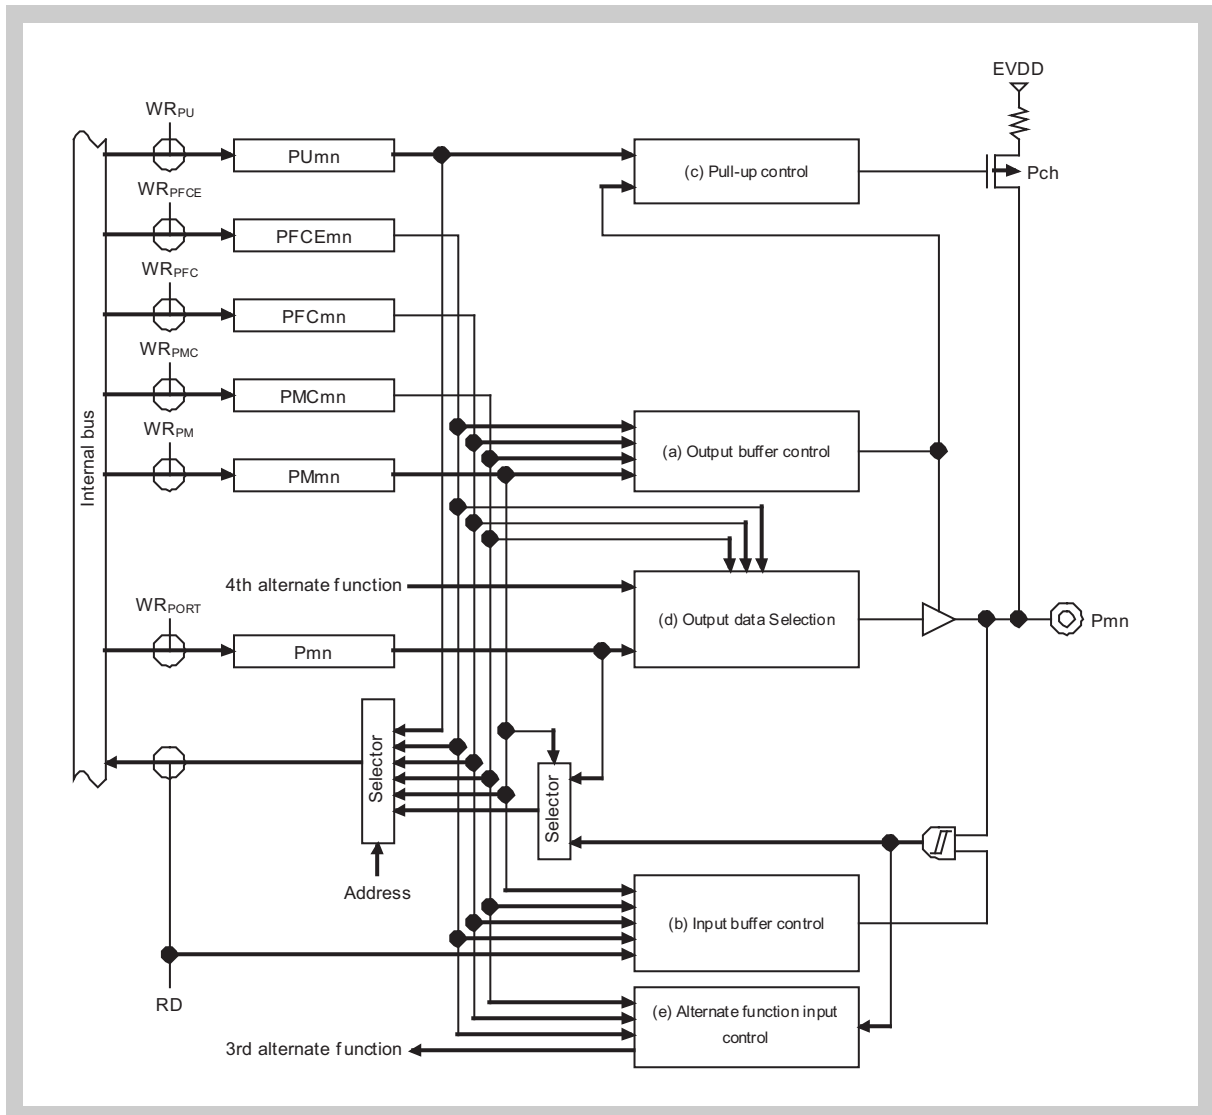 EVDD
WRPU
PUmn
(c) Pull-up control
Pch
WRPFCE
PFCEmn
WRPFC
PFCmn
WRPMC
PMCmn
Internal bus
WRPM
PMmn
(a) Output buffer control
4th alternate function
WRPORT
Pmn
(d) Output data Selection
Pmn
Selector
Selector
Address
(b) Input buffer control
RD
(e) Alternate function input
control
3rd alternate function